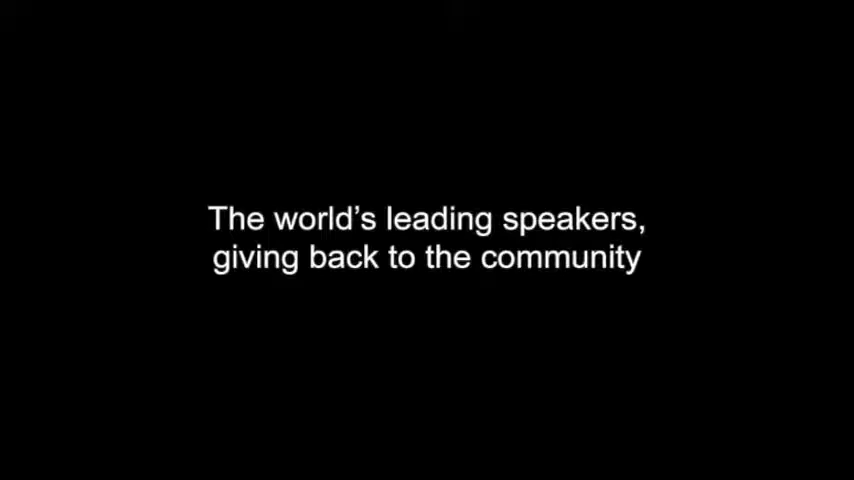 The world’s leading speakers,
giving back to the community